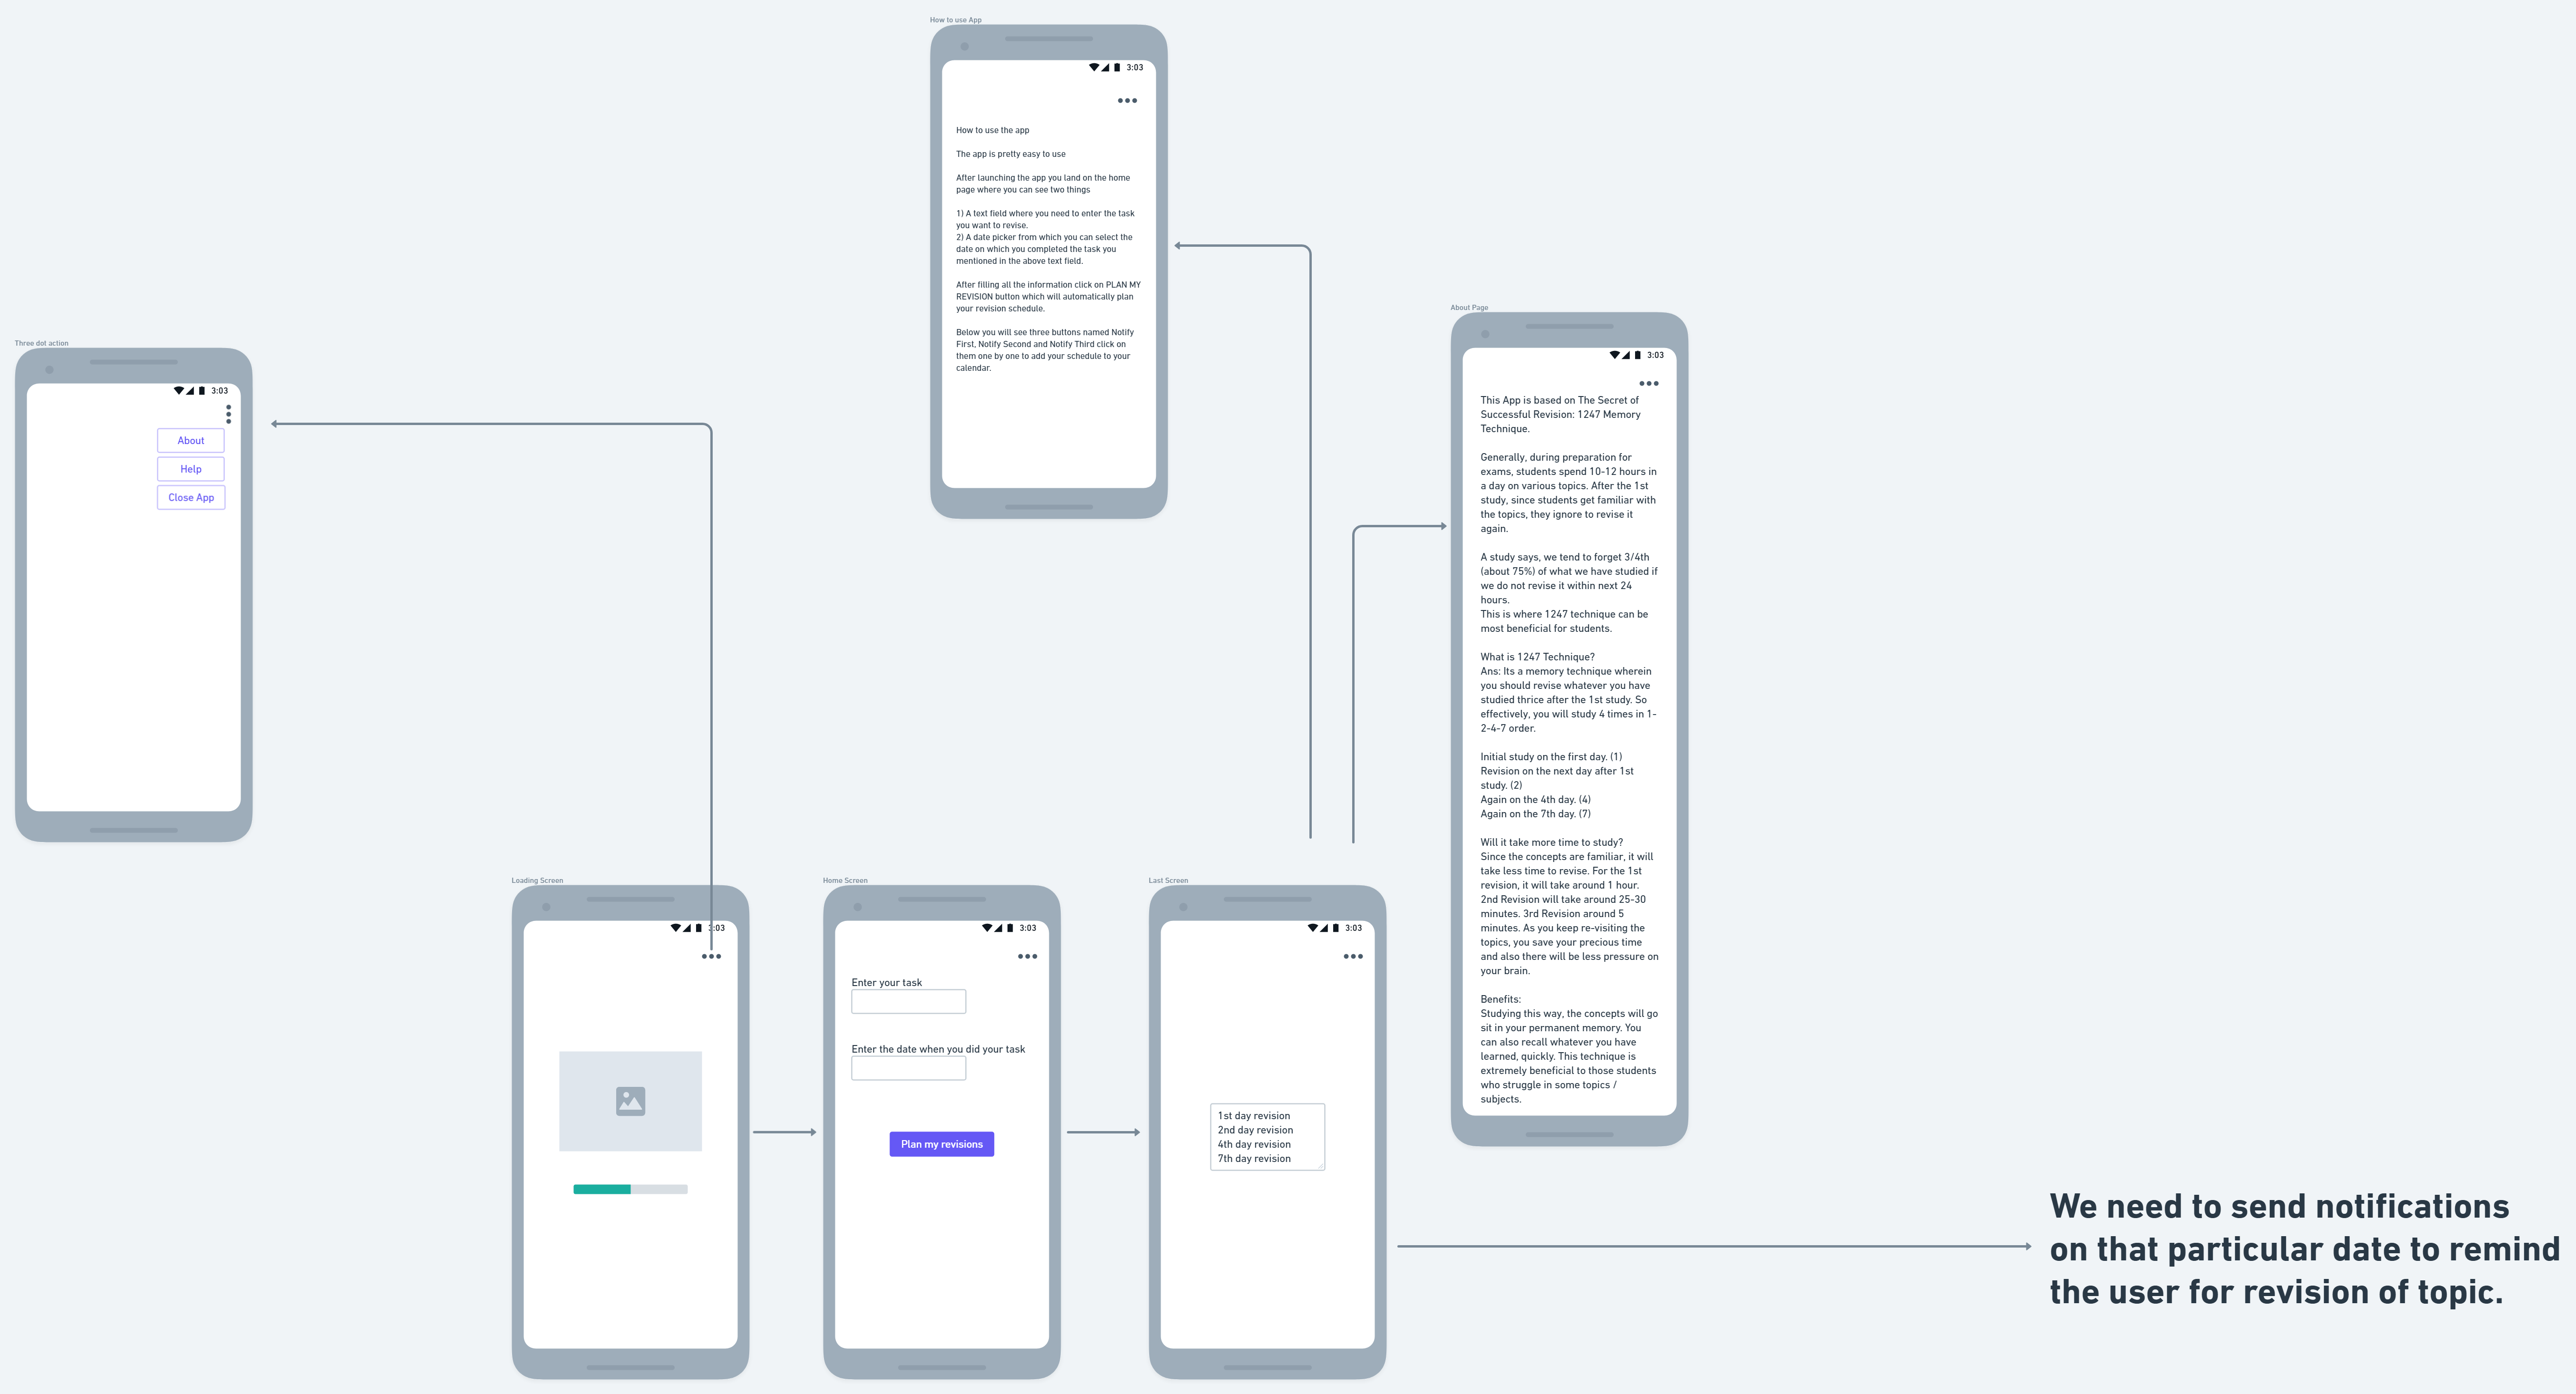 How to use App
3:03
How to use the app
The app is pretty easy to use
After launching the app you land on the home
page where you can see two things
1) A text field where you need to enter the task
you want to revise.
2) A date picker from which you can select the
date on which you completed the task you
mentioned in the above text field.
After filling all the information click on PLAN MY
REVISION button which will automatically plan
your revision schedule.
Below you will see three buttons named Notify
First, Notify Second and Notify Third click on
them one by one to add your schedule to your
calendar.
Three dot action
3:03
About
Help
Close App
About Page
3:03
This App is based on The Secret of
Successful Revision: 1247 Memory
Technique.
Generally, during preparation for
exams, students spend 10-12 hours in
a day on various topics. After the 1st
study, since students get familiar with
the topics, they ignore to revise it
again.
A study says, we tend to forget 3/4th
(about 75%) of what we have studied if
we do not revise it within next 24
hours.
This is where 1247 technique can be
most beneficial for students.
What is 1247 Technique?
Ans: Its a memory technique wherein
you should revise whatever you have
studied thrice after the 1st study. So
effectively, you will study 4 times in 1-
2-4-7 order.
Initial study on the first day. (1)
Revision on the next day after 1st
study. (2)
Again on the 4th day. (4)
Again on the 7th day. (7)
Will it take more time to study?
Since the concepts are familiar, it will
take less time to revise. For the 1st
revision, it will take around 1 hour.
2nd Revision will take around 25-30
minutes. 3rd Revision around 5
minutes. As you keep re-visiting the
topics, you save your precious time
and also there will be less pressure on
your brain.
Benefits:
Studying this way, the concepts will go
sit in your permanent memory. You
can also recall whatever you have
learned, quickly. This technique is
extremely beneficial to those students
who struggle in some topics /
subjects.
Loading Screen
3:03
Home Screen
3:03
Enter your task
Enter the date when you did your task
Plan my revisions
Last Screen
3:03
1st day revision
2nd day revision
4th day revision
7th day revision
We need to send notifications
on that particular date to remind
the user for revision of topic.